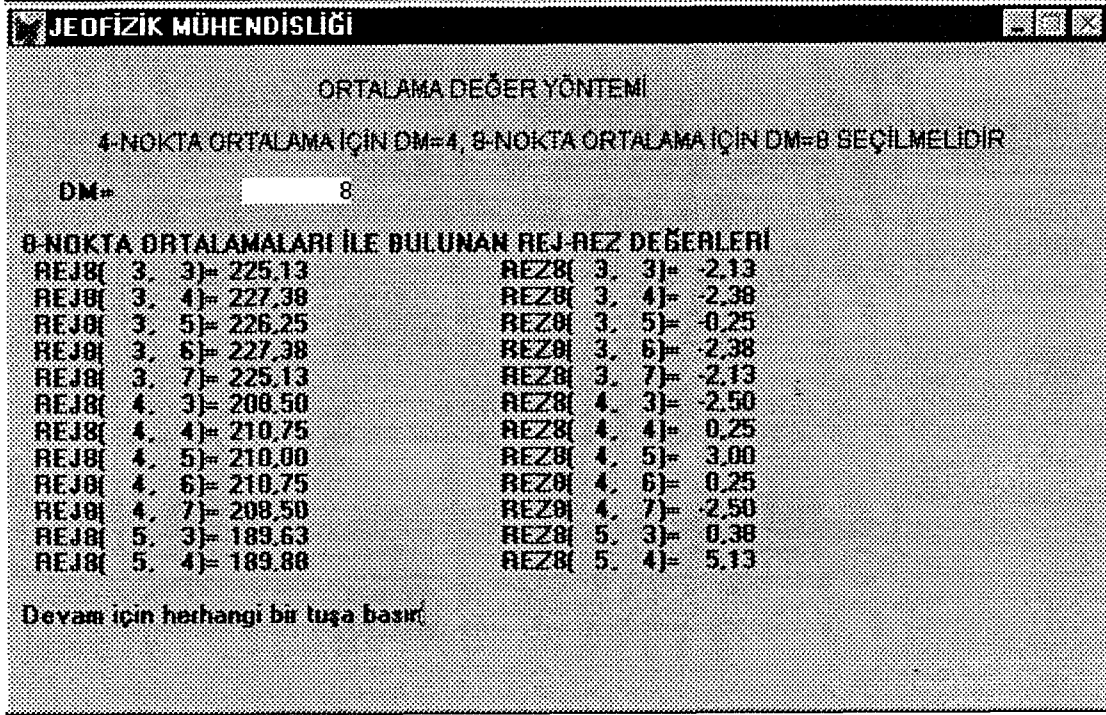 JEOFİZİK MÜHENDİSLİĞİ
ORTALAMA DEĞER YÖNTEMİ
4-NOKTA ORTALAMA İÇİN DM=4, 8-NOKTA ORTALAMA İÇİN DM=8 SEÇİLMELİDİR
DM= 8
8-NOKTA ORTALAMALARI İLE BULUNAN REJ-REZ DEĞERLERİ
REJ8( 3, 3)= 225,13 REZ8( 3, 3)= -2,13
REJ8( 3, 4)= 227,38 REZ8( 3, 4)= -2,38
REJ8( 3, 5)= 226,25 REZ8( 3, 5)= -0,25
REJ8( 3, 6)= 227,38 REZ8( 3, 6)= -2,38
REJ8( 3, 7)= 225,13 REZ8( 3, 7)= -2,13
REJ8( 4, 3)= 208,50 REZ8( 4, 3)= -2,50
REJ8( 4, 4)= 210,75 REZ8( 4, 4)= 0,25
REJ8( 4, 5)= 210,00 REZ8( 4, 5)= 3,00
REJ8( 4, 6)= 210,75 REZ8( 4, 6)= 0,25
REJ8( 4, 7)= 208,50 REZ8( 4, 7)= -2,50
REJ8( 5, 3)= 189,63 REZ8( 5, 3)= 0,38
REJ8( 5, 4)= 189,88 REZ8( 5, 4)= 5,13
Devam için herhangi bir tuşa basın